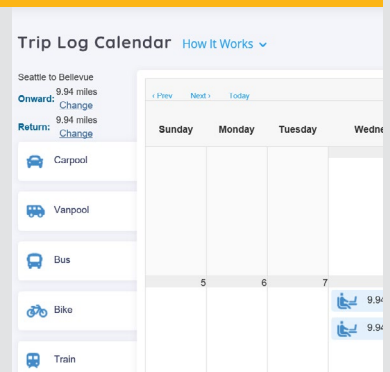 Trip Log Calendar How It Works
Seattle to Bellevue
Onward: 9.94 miles
Change
Return: 9.94 miles
Change
Carpool
Vanpool
Bus
Bike
Train
‹ Prev Next › Today
Sunday Monday Tuesday Wedne
5 6 7
9.94
9.94